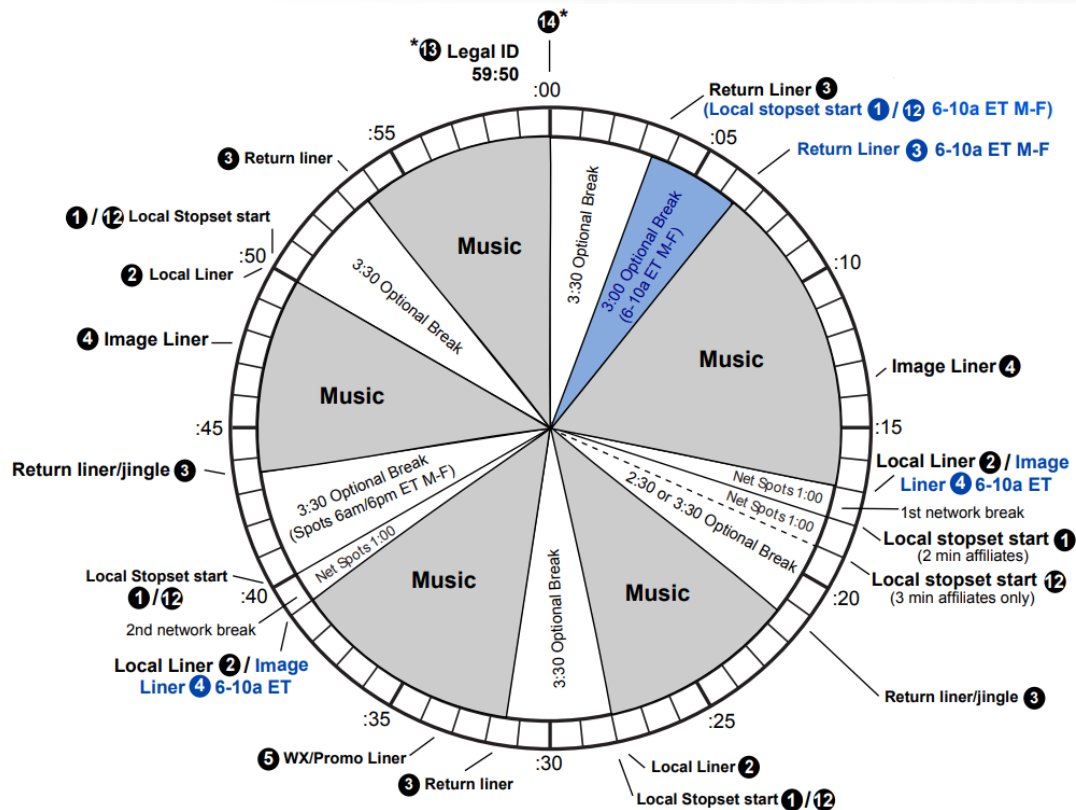 14*
*13 Legal ID
59:50
:00
Return Liner 3
(Local stopset start 1 / 12 6-10a ET M-F)
:05
Return Liner 3 6-10a ET M-F
:55
3 Return liner
1 / 12 Local Stopset start
:50
2 Local Liner
:10
4 Image Liner
Image Liner 4
:45
:15
Return liner/jingle 3
Local Liner 2 / Image
Liner 4 6-10a ET
1st network break
Local stopset start 1
(2 min affiliates)
Local stopset start 12
(3 min affiliates only)
:20
Local Stopset start
1/12
:40
2nd network break
Local Liner 2 / Image
Liner 4 6-10a ET
Return liner/jingle 3
:35
:25
5 WX/Promo Liner
3 Return liner
:30
Local Liner 2
Local Stopset start 1/12
Music
3:30 Optional Break
3:00 Optional Break
(6-10a ET M-F)
Music
Net Spots 1:00
Net Spots 1:00
2:30 or 3:30 Optional Break
Music
3:30 Optional Break
Music
Net Spots 1:00
3:30 Optional Break
(Spots 6am/6pm ET M-F)
Music
3:30 Optional Break